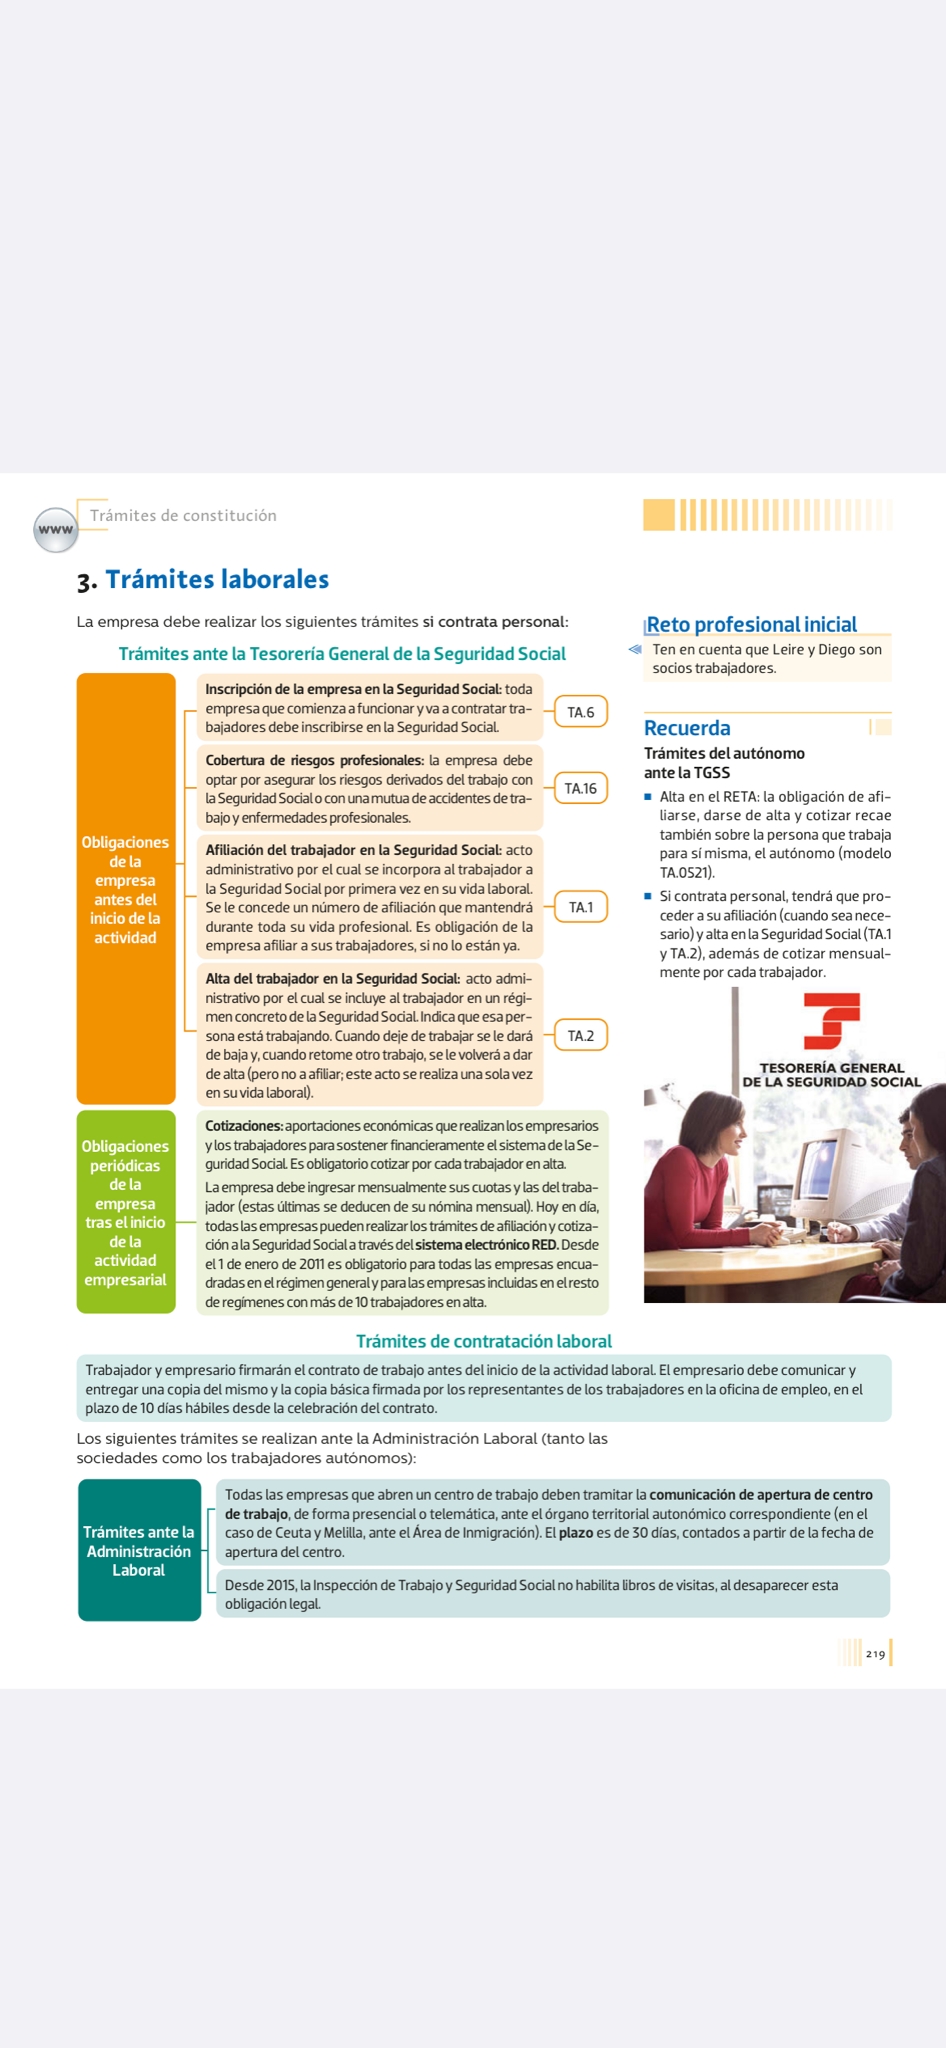 www
Trámites de constitución
3. Trámites laborales
La empresa debe realizar los siguientes trámites si contrata personal:
Trámites ante la Tesorería General de la Seguridad Social
Obligaciones
de la
empresa
antes del
inicio de la
actividad
Inscripción de la empresa en la Seguridad Social: toda
empresa que comienza a funcionar y va a contratar tra-
bajadores debe inscribirse en la Seguridad Social.
TA.6
Cobertura de riesgos profesionales: la empresa debe
optar por asegurar los riesgos derivados del trabajo con
la Seguridad Social o con una mutua de accidentes de tra-
bajo y enfermedades profesionales.
TA.16
Afiliación del trabajador en la Seguridad Social: acto
administrativo por el cual se incorpora al trabajador a
la Seguridad Social por primera vez en su vida laboral.
Se le concede un número de afiliación que mantendrá
durante toda su vida profesional. Es obligación de la
empresa afiliar a sus trabajadores, si no lo están ya.
TA.1
Alta del trabajador en la Seguridad Social: acto admi-
nistrativo por el cual se incluye al trabajador en un régi-
men concreto de la Seguridad Social. Indica que esa per-
sona está trabajando. Cuando deje de trabajar se le dará
de baja y, cuando retome otro trabajo, se le volverá a dar
de alta (pero no a afiliar; este acto se realiza una sola vez
en su vida laboral).
TA.2
Obligaciones
periódicas
de la
empresa
tras el inicio
de la
actividad
empresarial
Cotizaciones: aportaciones económicas que realizan los empresarios
y los trabajadores para sostener financieramente el sistema de la Se-
guridad Social. Es obligatorio cotizar por cada trabajador en alta.
La empresa debe ingresar mensualmente sus cuotas y las del traba-
jador (estas últimas se deducen de su nómina mensual). Hoy en día,
todas las empresas pueden realizar los trámites de afiliación y cotiza-
ción a la Seguridad Social a través del sistema electrónico RED. Desde
el 1 de enero de 2011 es obligatorio para todas las empresas encua-
dradas en el régimen general y para las empresas incluidas en el resto
de regímenes con más de 10 trabajadores en alta.
Reto profesional inicial
Ten en cuenta que Leire y Diego son
socios trabajadores.
Recuerda
Trámites del autónomo
ante la TGSS
Alta en el RETA: la obligación de afi-
liarse, darse de alta y cotizar recae
también sobre la persona que trabaja
para sí misma, el autónomo (modelo
TA.0521).
Si contrata personal, tendrá que pro-
ceder a su afiliación (cuando sea nece-
sario) y alta en la Seguridad Social (TA.1
y TA.2), además de cotizar mensual-
mente por cada trabajador.
TESORERÍA GENERAL
DE LA SEGURIDAD SOCIAL
Trámites de contratación laboral
Trabajador y empresario firmarán el contrato de trabajo antes del inicio de la actividad laboral. El empresario debe comunicar y
entregar una copia del mismo y la copia básica firmada por los representantes de los trabajadores en la oficina de empleo, en el
plazo de 10 días hábiles desde la celebración del contrato.
Los siguientes trámites se realizan ante la Administración Laboral (tanto las
sociedades como los trabajadores autónomos):
Trámites ante la
Administración
Laboral
Todas las empresas que abren un centro de trabajo deben tramitar la comunicación de apertura de centro
de trabajo, de forma presencial o telemática, ante el órgano territorial autonómico correspondiente (en el
caso de Ceuta y Melilla, ante el Área de Inmigración). El plazo es de 30 días, contados a partir de la fecha de
apertura del centro.
Desde 2015, la Inspección de Trabajo y Seguridad Social no habilita libros de visitas, al desaparecer esta
obligación legal.
219